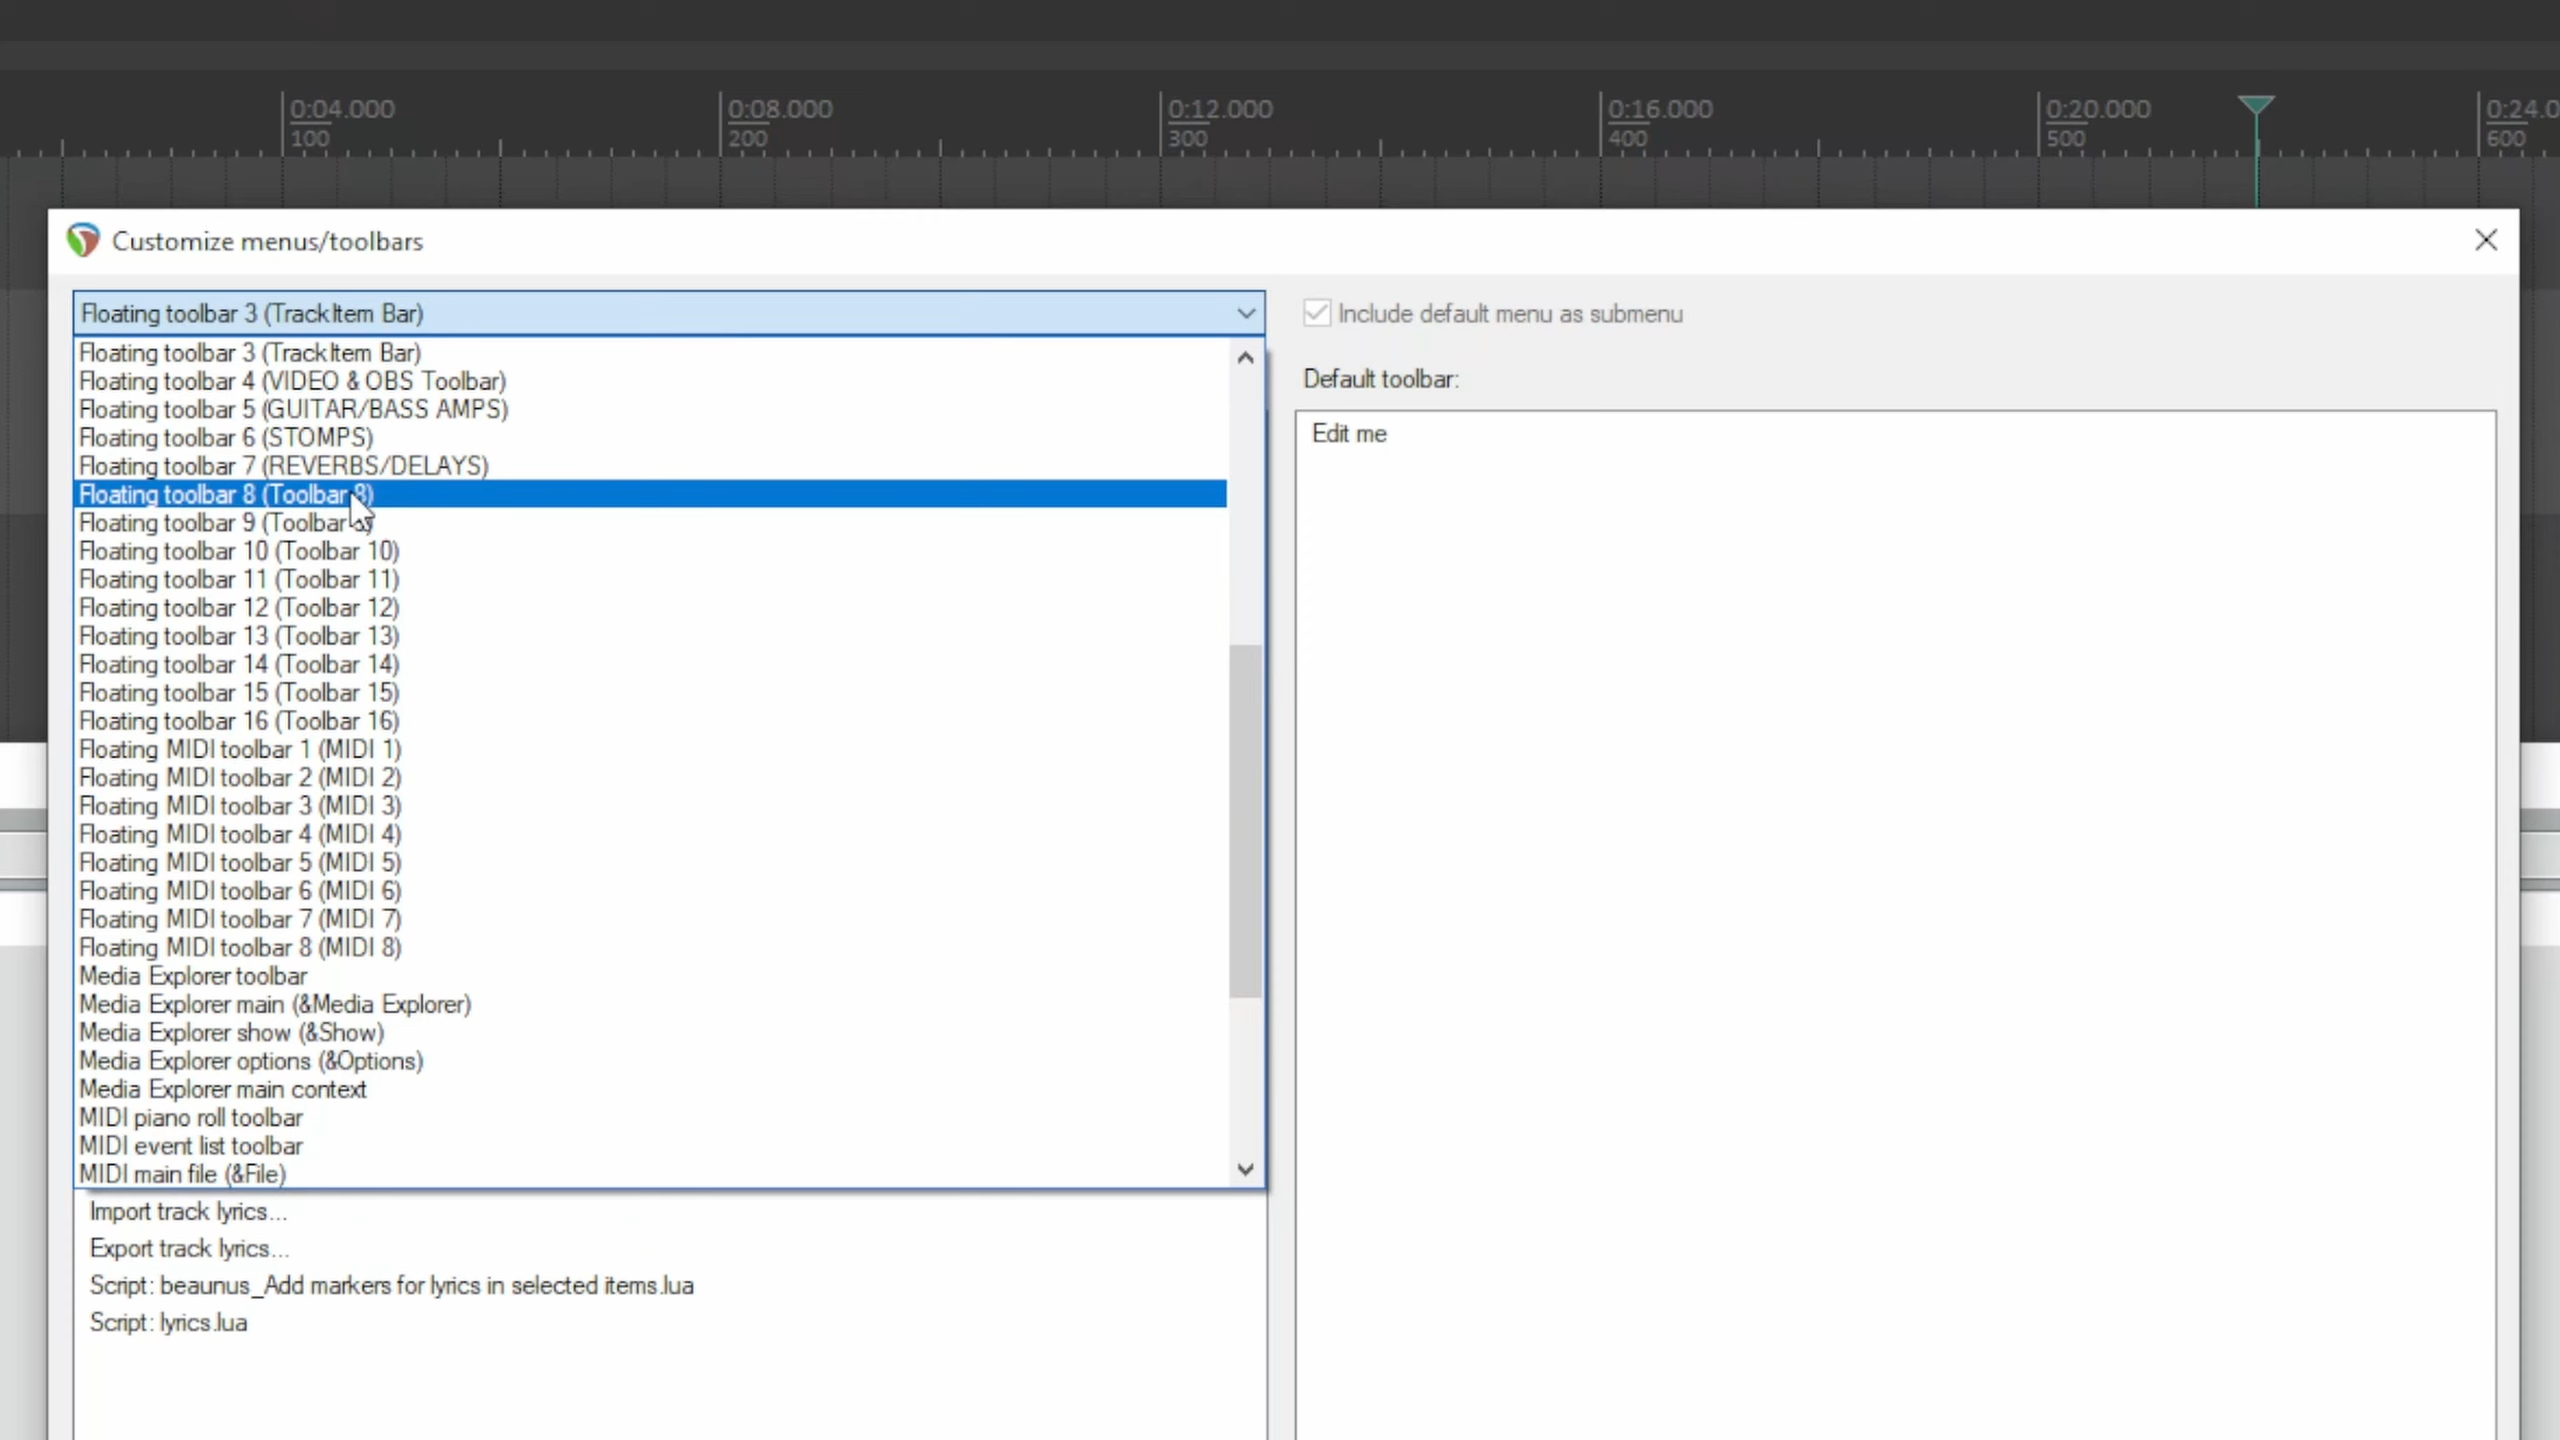 0:04.000 0:08.000 0:12.000 0:16.000 0:20.000 0:24.0
100 200 300 400 500 600
Customize menus/toolbars
Floating toolbar 3 (TrackItem Bar)
Include default menu as submenu
Default toolbar:
Edit me
Floating toolbar 3 (TrackItem Bar)
Floating toolbar 4 (VIDEO & OBS Toolbar)
Floating toolbar 5 (GUITAR/BASS AMPS)
Floating toolbar 6 (STOMPS)
Floating toolbar 7 (REVERBS/DELAYS)
Floating toolbar 8 (Toolbar 8)
Floating toolbar 9 (Toolbar
Floating toolbar 10 (Toolbar 10)
Floating toolbar 11 (Toolbar 11)
Floating toolbar 12 (Toolbar 12)
Floating toolbar 13 (Toolbar 13)
Floating toolbar 14 (Toolbar 14)
Floating toolbar 15 (Toolbar 15)
Floating toolbar 16 (Toolbar 16)
Floating MIDI toolbar 1 (MIDI 1)
Floating MIDI toolbar 2 (MIDI 2)
Floating MIDI toolbar 3 (MIDI 3)
Floating MIDI toolbar 4 (MIDI 4)
Floating MIDI toolbar 5 (MIDI 5)
Floating MIDI toolbar 6 (MIDI 6)
Floating MIDI toolbar 7 (MIDI 7)
Floating MIDI toolbar 8 (MIDI 8)
Media Explorer toolbar
Media Explorer main (&Media Explorer)
Media Explorer show (&Show)
Media Explorer options (&Options)
Media Explorer main context
MIDI piano roll toolbar
MIDI event list toolbar
MIDI main file (&File)
Import track lyrics...
Export track lyrics...
Script: beaunus_Add markers for lyrics in selected items.lua
Script: lyrics.lua